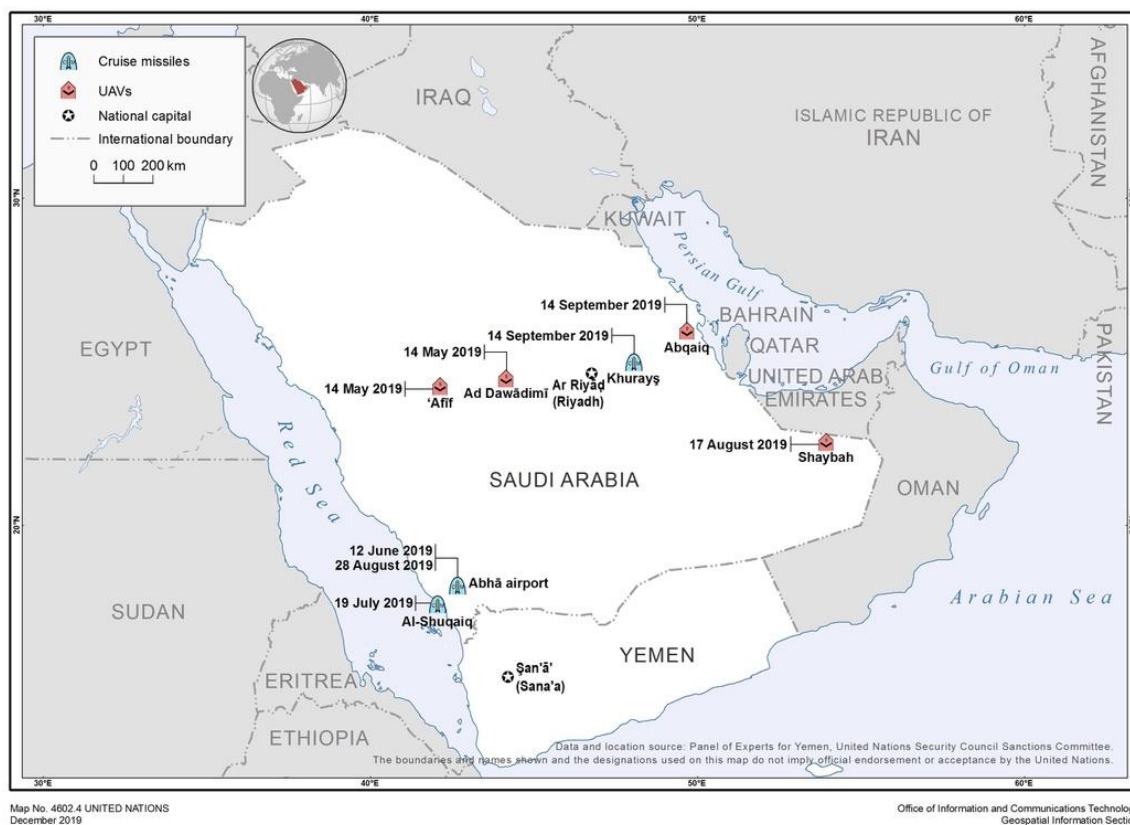 30°E
40°E
50°E
60°E
Cruise missiles
UAVs
National capital
International boundary
0 100 200 km
IRAQ
ISLAMIC REPUBLIC OF
IRAN
AFGHANISTAN
30°N
30°N
KUWAIT
Persian Gulf
14 September 2019
BAHRAIN
14 September 2019
Abqaiq
QATAR
PAKISTAN
EGYPT
14 May 2019
Khurayş
Gulf of Oman
14 May 2019
Ad Dawādimī
Ar Riyāḍ
(Riyadh)
UNITED ARAB
EMIRATES
‘Afīf
Red Sea
17 August 2019
Shaybah
SAUDI ARABIA
OMAN
20°N
20°N
12 June 2019
28 August 2019
Abhā airport
19 July 2019
Al-Shuqaiq
Arabian Sea
SUDAN
YEMEN
Şan'ā'
(Sana'a)
ERITREA
ETHIOPIA
Data and location source: Panel of Experts for Yemen, United Nations Security Council Sanctions Committee.
The boundaries and names shown and the designations used on this map do not imply official endorsement or acceptance by the United Nations.
30°E
40°E
50°E
60°E
Map No. 4602.4 UNITED NATIONS
December 2019
Office of Information and Communications Technolo
Geospatial Information Secti